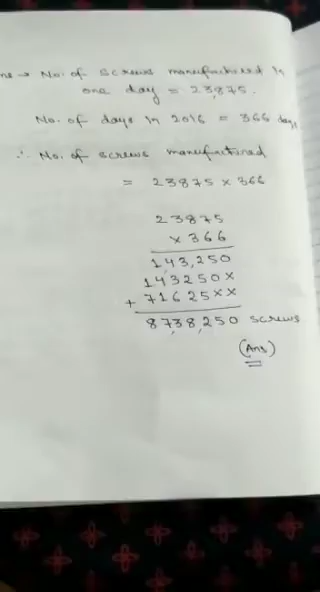 Ans → No. of screws manufactured in
one day = 23,875.
No. of days in 2016 = 366 days
∴ No. of screws manufactured
= 23875 × 366
23875
× 366
143,250
143250×
+ 71625××
8738,250 screws
(Ans)